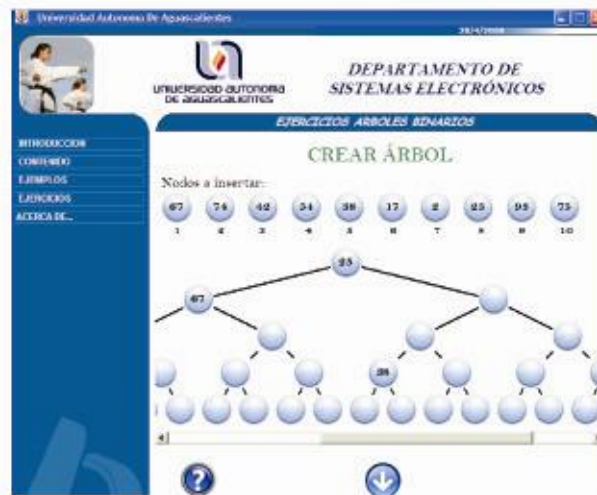 Universidad Autonoma De Aguascalientes
UNIVERSIDAD AUTONOMA
DE AGUASCALIENTES
DEPARTAMENTO DE
SISTEMAS ELECTRÓNICOS
EJERCICIOS ARBOLES BINARIOS
INTRODUCCION
CONTENIDO
EJEMPLOS
EJERCICIOS
ACERCA DE...
CREAR ÁRBOL
Nodos a insertar:
67 74 42 34 38 17 2 25 95 75
1 2 3 4 5 6 7 8 9 10
25
67
38
?